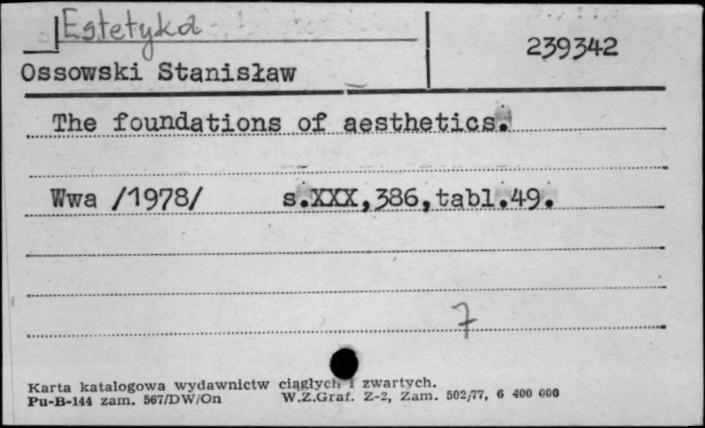 Estetyka
239342
Ossowski Stanisław
The foundations of aesthetics.
Wwa /1978/ s.XXX,386,tabl.49.
7
Karta katalogowa wydawnictw ciągłych i zwartych.
Pu-B-144 zam. 567/DW/On W.Z.Graf. Z-2, Zam. 502/77, 6 400 000